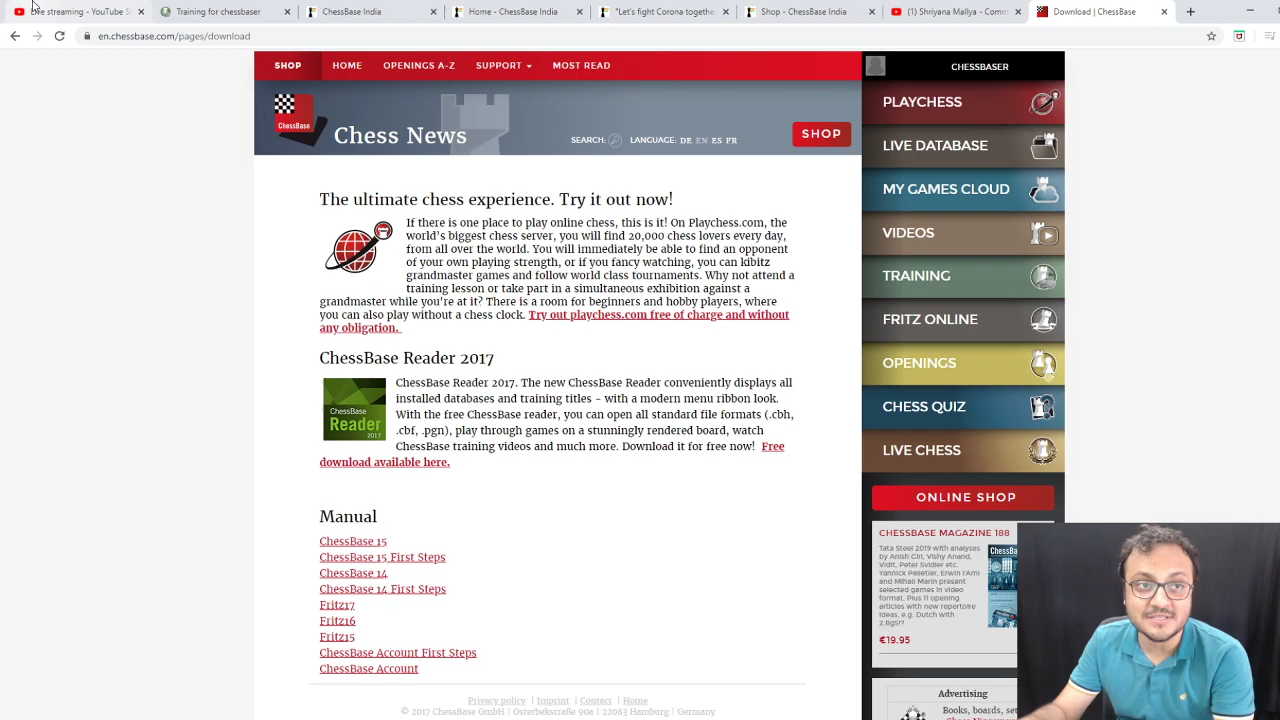 Live streaming - YouTube S
Training for chessbaser
ChessBase India
Home - ChessBase India
"Let's fight Corona together
Shop - ChessBase India
(1) Shriyana Mallya - Comm
Download | ChessBase
en.chessbase.com/pages/download
SHOP HOME OPENINGS A-Z SUPPORT MOST READ
CHESSBASER
ChessBase
Chess News
SEARCH: LANGUAGE: DE EN ES FR
SHOP
The ultimate chess experience. Try it out now!
If there is one place to play online chess, this is it! On Playchess.com, the
world's biggest chess server, you will find 20,000 chess lovers every day,
from all over the world. You will immediately be able to find an opponent
of your own playing strength, or if you fancy watching, you can kibitz
grandmaster games and follow world class tournaments. Why not attend a
training lesson or take part in a simultaneous exhibition against a
grandmaster while you're at it? There is a room for beginners and hobby players, where
you can also play without a chess clock. Try out playchess.com free of charge and without
any obligation.
ChessBase Reader 2017
ChessBase
Reader
2017
ChessBase Reader 2017. The new ChessBase Reader conveniently displays all
installed databases and training titles - with a modern menu ribbon look.
With the free ChessBase reader, you can open all standard file formats (.cbh,
.cbf, .pgn), play through games on a stunningly rendered board, watch
ChessBase training videos and much more. Download it for free now! Free
download available here.
Manual
ChessBase 15
ChessBase 15 First Steps
ChessBase 14
ChessBase 14 First Steps
Fritz17
Fritz16
Fritz15
ChessBase Account First Steps
ChessBase Account
Privacy policy | Imprint | Contact | Home
© 2017 ChessBase GmbH | Osterbekstraße 90a | 22083 Hamburg | Germany
PLAYCHESS
LIVE DATABASE
MY GAMES CLOUD
VIDEOS
TRAINING
FRITZ ONLINE
OPENINGS
CHESS QUIZ
LIVE CHESS
ONLINE SHOP
CHESSBASE MAGAZINE 188
Tata Steel 2019 with analyses
by Anish Giri, Vishy Anand,
Vidit, Peter Svidler etc.
Yannick Pelletier, Erwin l'Ami
and Mihail Marin present
selected games in video
format. Plus 11 opening
articles with new repertoire
ideas, e.g. Dutch with
2.Bg5!?
€19.95
Advertising
Books, boards, set